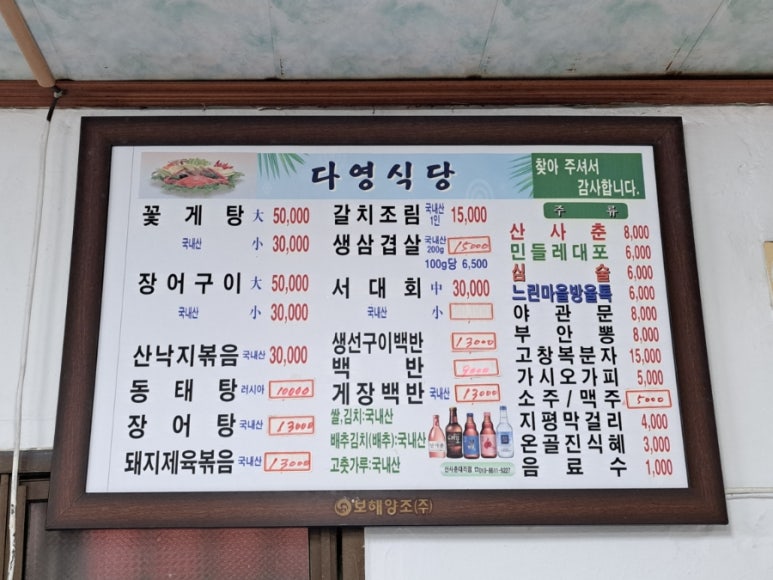 다영식당
찾아 주셔서
감사합니다.
꽃게탕 국내산 大 50,000
小 30,000
장어구이 국내산 大 50,000
小 30,000
산낙지볶음 국내산 30,000
동태탕 러시아 10000
장어탕 국내산 13000
돼지제육볶음 국내산 13000
갈치조림 국내산 1인 15,000
생삼겹살 국내산 200g 15000
100g당 6,500
서대회 국내산 中 30,000
小
생선구이백반 13000
백반
게장백반 국내산 13000
쌀,김치:국내산
배추김치(배추):국내산
고춧가루:국내산
주류
산사춘 8,000
민들레대포 6,000
심술 6,000
느린마을방울톡 6,000
야관문 8,000
부안뽕 8,000
고창복분자 15,000
가시오가피 5,000
소주/맥주 5000
지평막걸리 4,000
온골진식혜 3,000
음료수 1,000
보해양조(주)